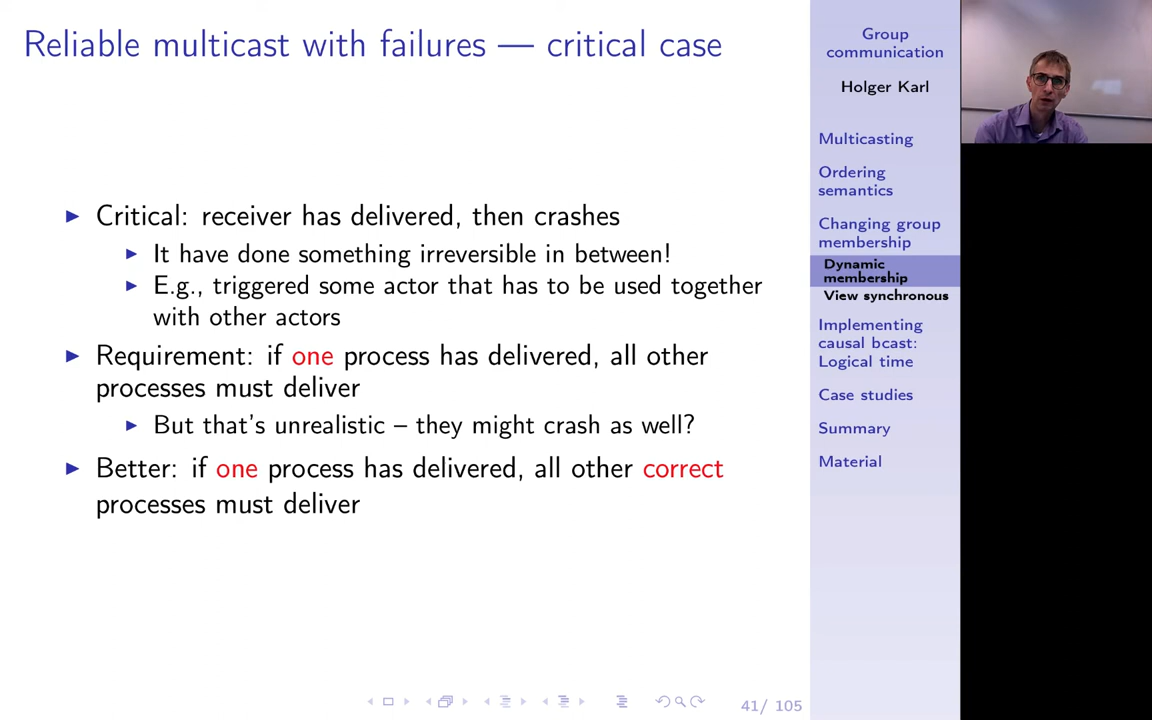 Reliable multicast with failures — critical case
Critical: receiver has delivered, then crashes
It have done something irreversible in between!
E.g., triggered some actor that has to be used together
with other actors
Requirement: if one process has delivered, all other
processes must deliver
But that's unrealistic – they might crash as well?
Better: if one process has delivered, all other correct
processes must deliver
41/ 105
Group
communication
Holger Karl
Multicasting
Ordering
semantics
Changing group
membership
Dynamic
membership
View synchronous
Implementing
causal bcast:
Logical time
Case studies
Summary
Material